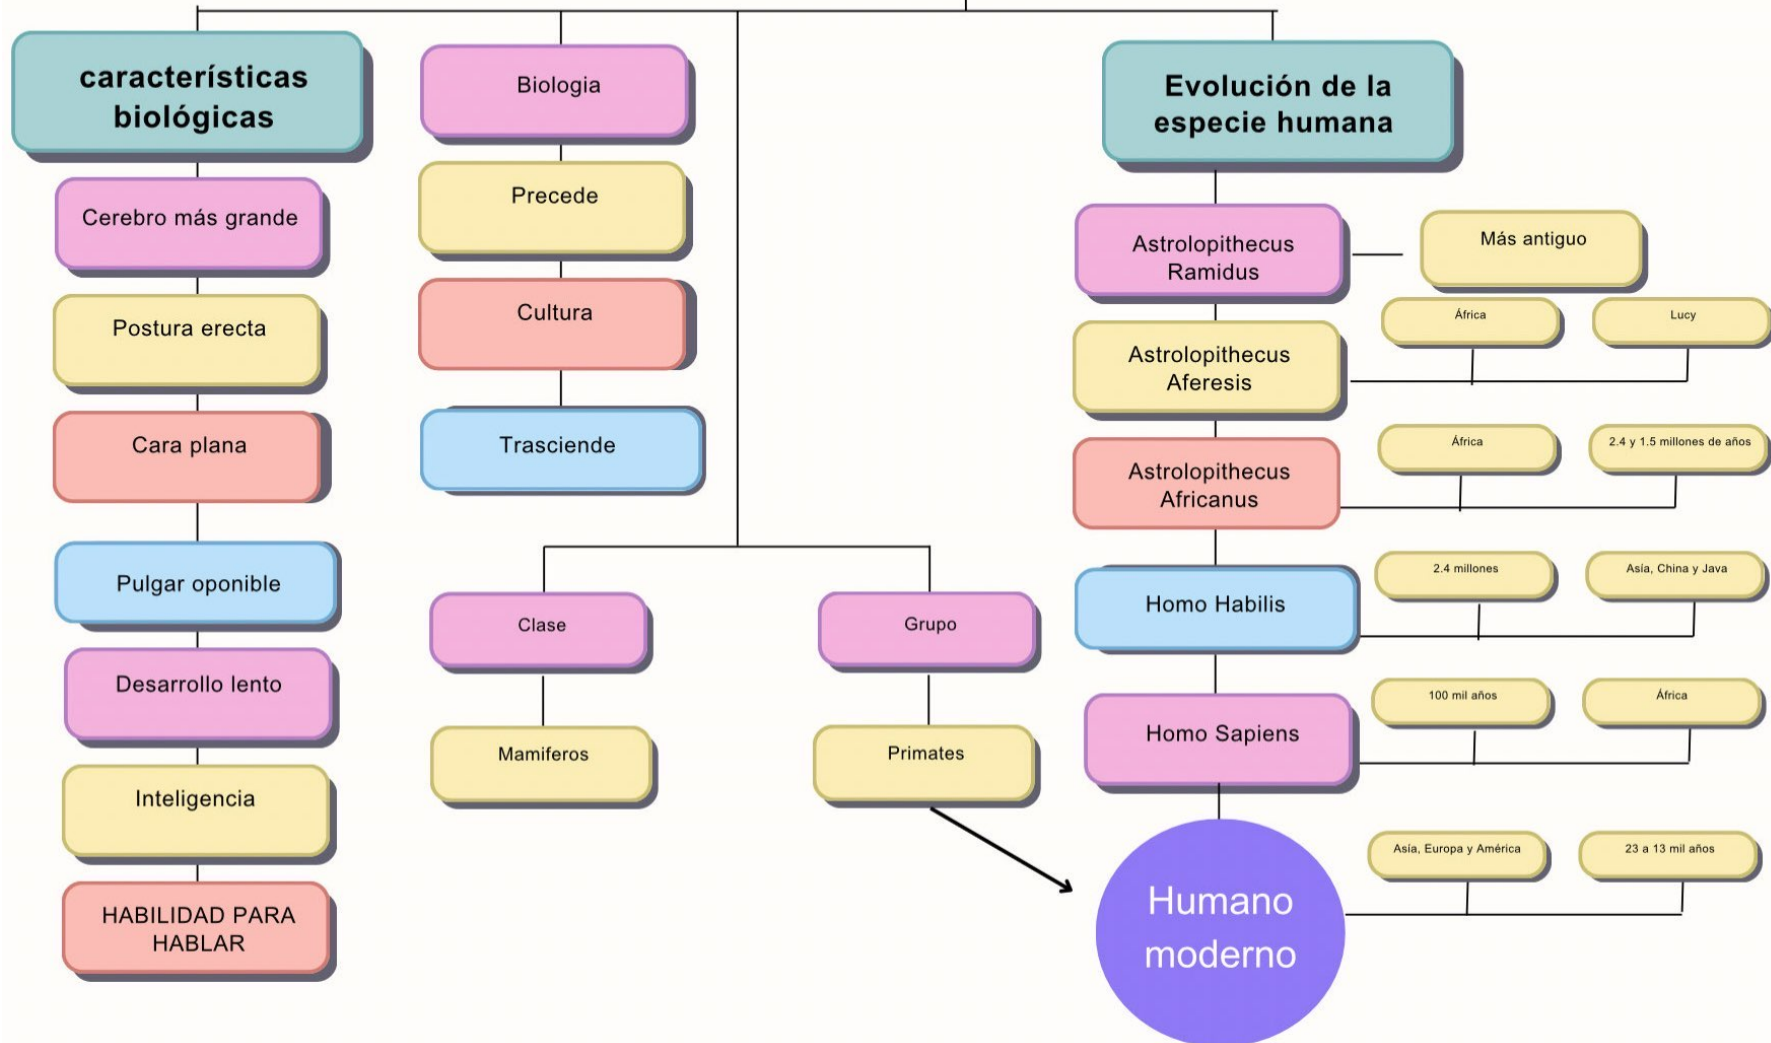 características
biológicas
Cerebro más grande
Postura erecta
Cara plana
Pulgar oponible
Desarrollo lento
Inteligencia
HABILIDAD PARA
HABLAR
Biologia
Precede
Cultura
Trasciende
Clase
Mamiferos
Grupo
Primates
Evolución de la
especie humana
Astrolopithecus
Ramidus
Más antiguo
Astrolopithecus
Aferesis
África
Lucy
Astrolopithecus
Africanus
África
2.4 y 1.5 millones de años
Homo Habilis
2.4 millones
Asía, China y Java
Homo Sapiens
100 mil años
África
Humano
moderno
Asía, Europa y América
23 a 13 mil años